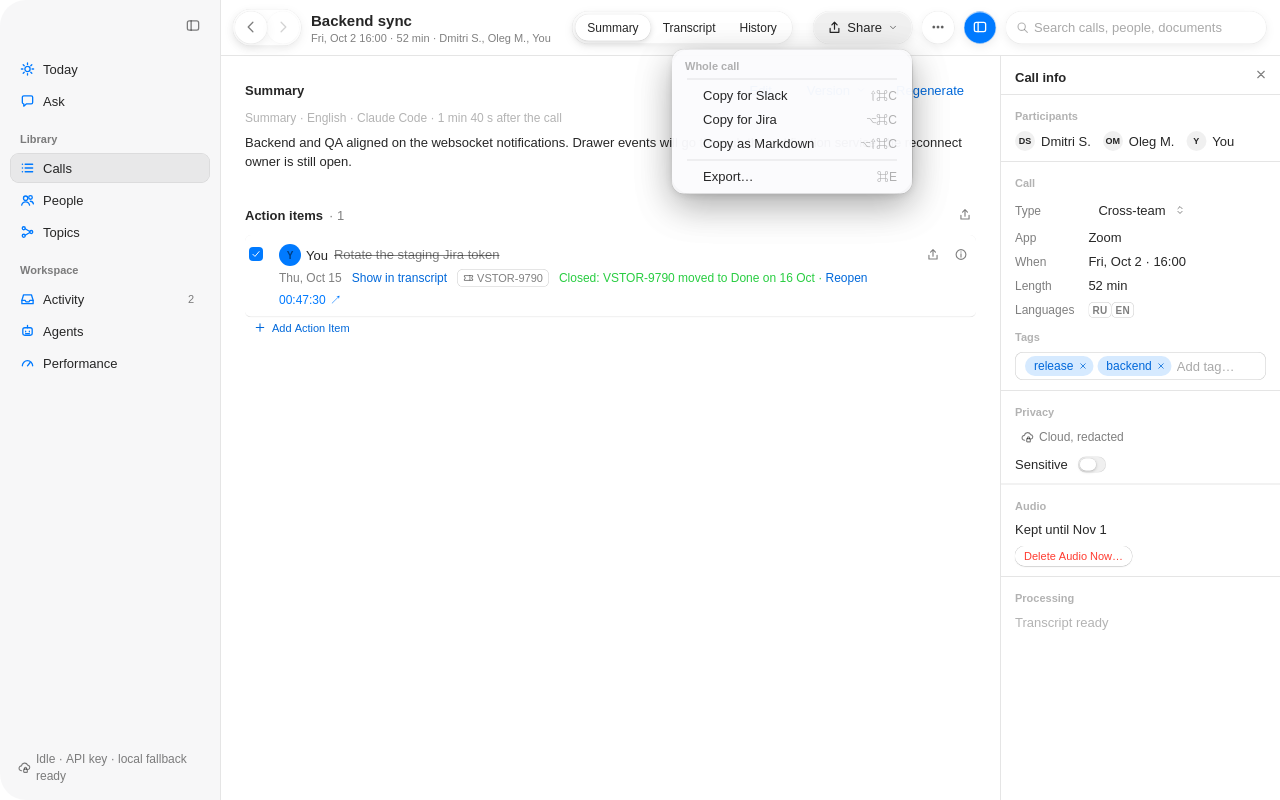 Today
Ask
Library
Calls
People
Topics
Workspace
Activity 2
Agents
Performance
Idle · API key · local fallback
ready
Backend sync
Fri, Oct 2 16:00 · 52 min · Dmitri S., Oleg M., You
Summary Transcript History
Share
Search calls, people, documents
Whole call
Copy for Slack ⇧⌘C
Copy for Jira ⌥⌘C
Copy as Markdown ⌥⇧⌘C
Export… ⌘E
Summary
Summary · English · Claude Code · 1 min 40 s after the call
Backend and QA aligned on the websocket notifications. Drawer events
owner is still open.
Action items · 1
Y You Rotate the staging Jira token
Thu, Oct 15 Show in transcript VSTOR-9790 Closed: VSTOR-9790 moved to Done on 16 Oct · Reopen
00:47:30 ↗
+ Add Action Item
Call info
Participants
DS Dmitri S. OM Oleg M. Y You
Call
Type Cross-team
App Zoom
When Fri, Oct 2 · 16:00
Length 52 min
Languages RU EN
Tags
release × backend × Add tag…
Privacy
Cloud, redacted
Sensitive
Audio
Kept until Nov 1
Delete Audio Now…
Processing
Transcript ready